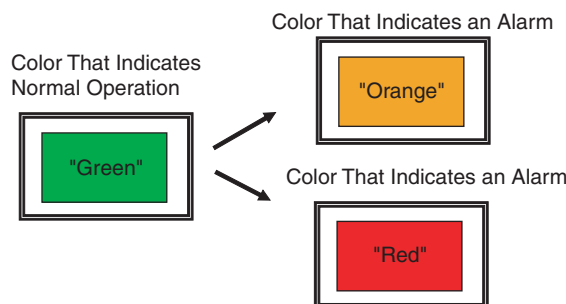 Color That Indicates an Alarm
Color That Indicates
Normal Operation
"Orange"
"Green"
Color That Indicates an Alarm
"Red"